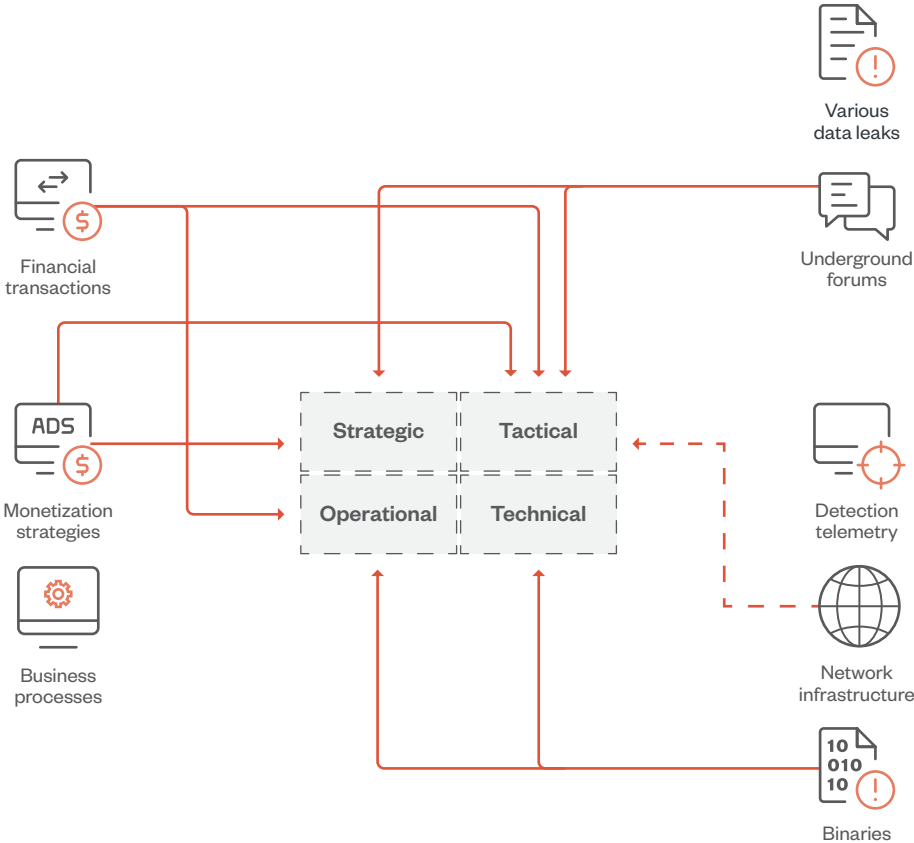 Various
data leaks
$
Financial
transactions
Underground
forums
ADS
$
Strategic
Tactical
Monetization
strategies
Operational
Technical
Detection
telemetry
Business
processes
Network
infrastructure
10
010
10
Binaries